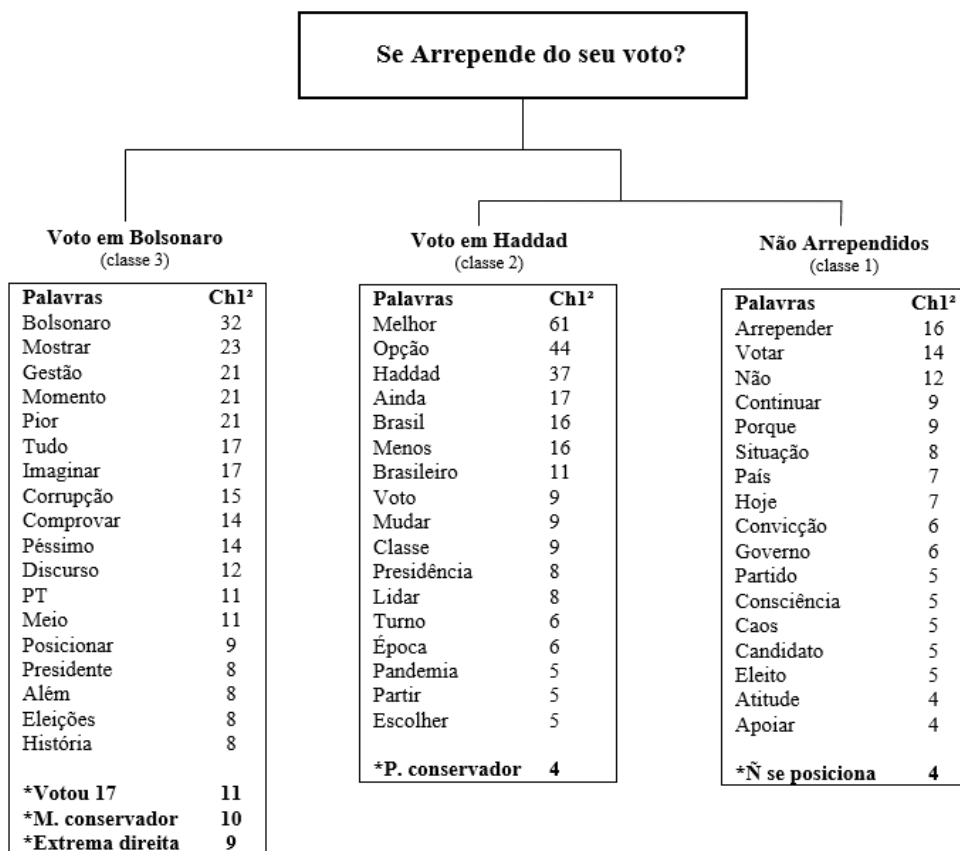 Se Arrepende do seu voto?
Voto em Bolsonaro
(classe 3)
Palavras Ch1²
Bolsonaro 32
Mostrar 23
Gestão 21
Momento 21
Pior 21
Tudo 17
Imaginar 17
Corrupção 15
Comprovar 14
Péssimo 14
Discurso 12
PT 11
Meio 11
Posicionar 9
Presidente 8
Além 8
Eleições 8
História 8
*Votou 17 11
*M. conservador 10
*Extrema direita 9
Voto em Haddad
(classe 2)
Palavras Ch1²
Melhor 61
Opção 44
Haddad 37
Ainda 17
Brasil 16
Menos 16
Brasileiro 11
Voto 9
Mudar 9
Classe 9
Presidência 8
Lidar 8
Turno 6
Época 6
Pandemia 5
Partir 5
Escolher 5
*P. conservador 4
Não Arrependidos
(classe 1)
Palavras Ch1²
Arrepender 16
Votar 14
Não 12
Continuar 9
Porque 9
Situação 8
País 7
Hoje 7
Convicção 6
Governo 6
Partido 5
Consciência 5
Caos 5
Candidato 5
Eleito 5
Atitude 4
Apoiar 4
*Ñ se posiciona 4